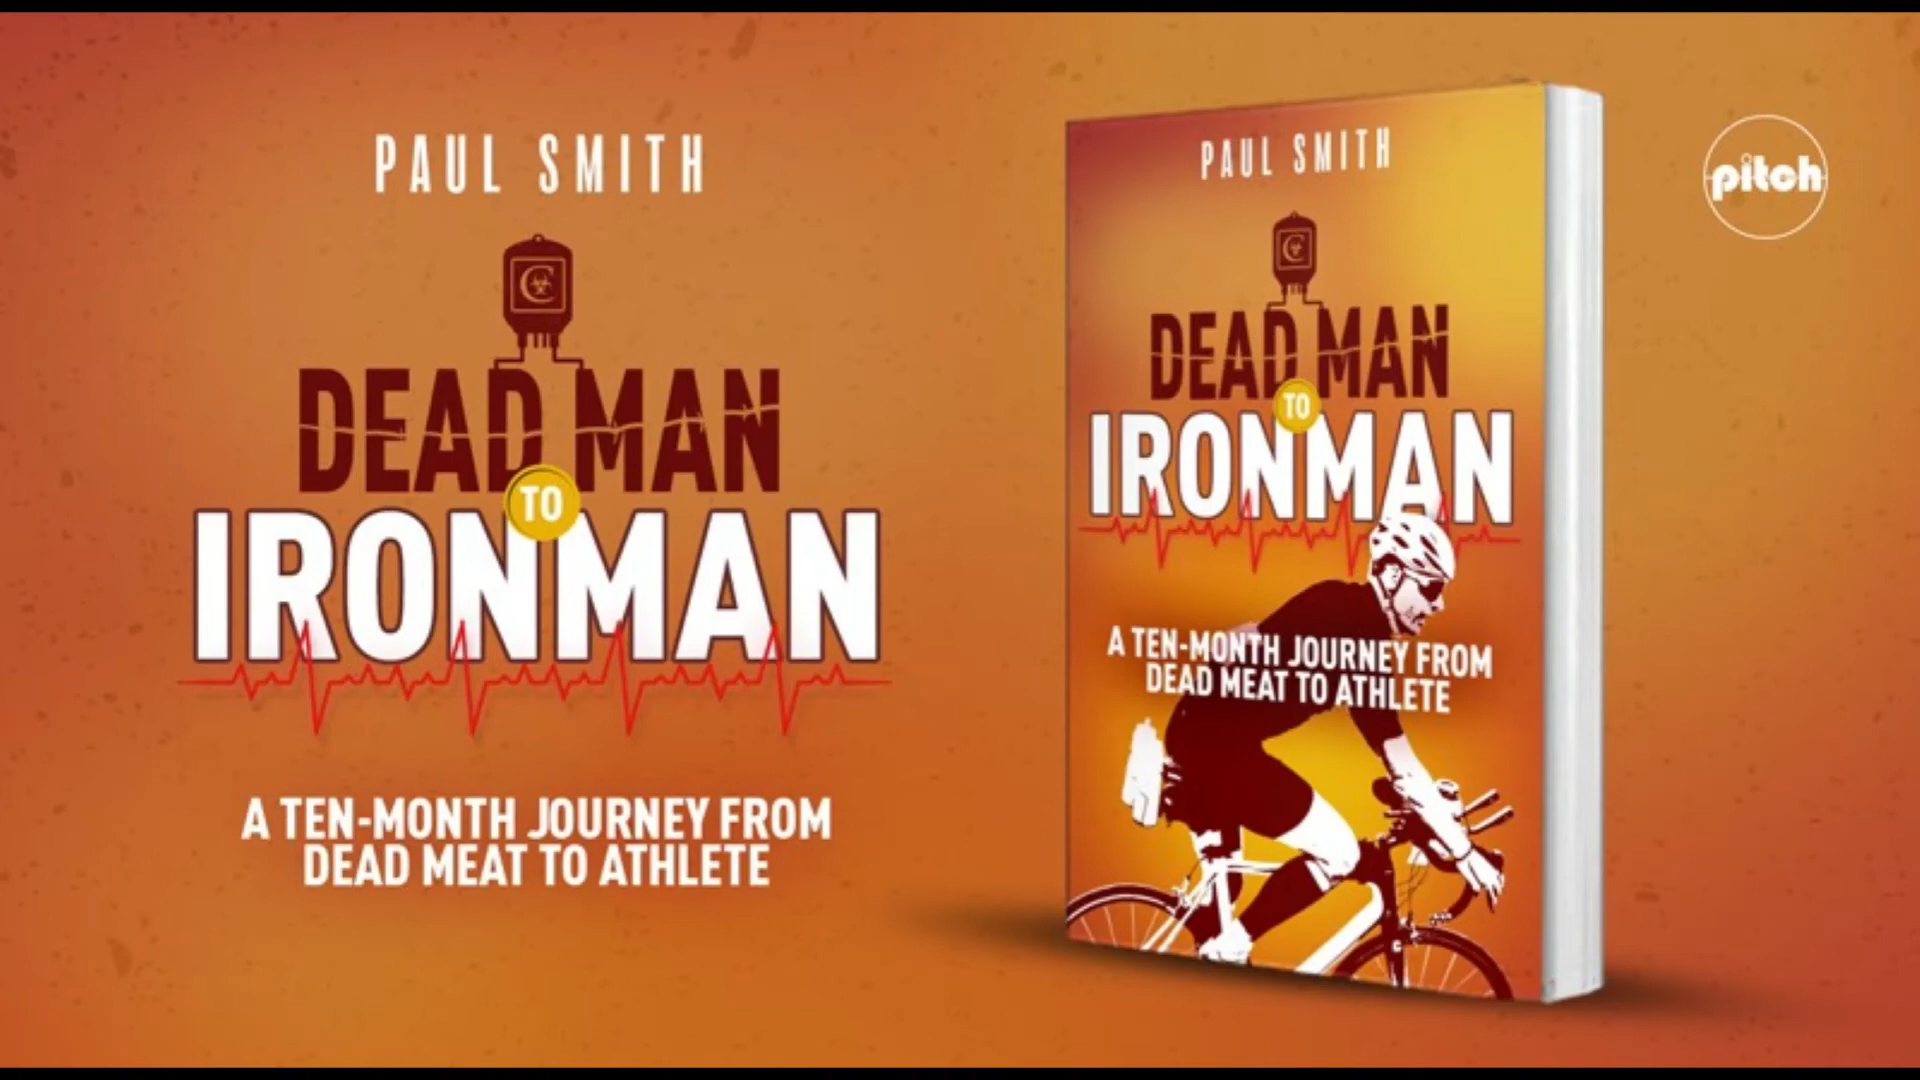 PAUL SMITH
C
DEAD MAN
TO
IRONMAN
A TEN-MONTH JOURNEY FROM
DEAD MEAT TO ATHLETE
PAUL SMITH
C
DEAD MAN
TO
IRONMAN
A TEN-MONTH JOURNEY FROM
DEAD MEAT TO ATHLETE
pitch